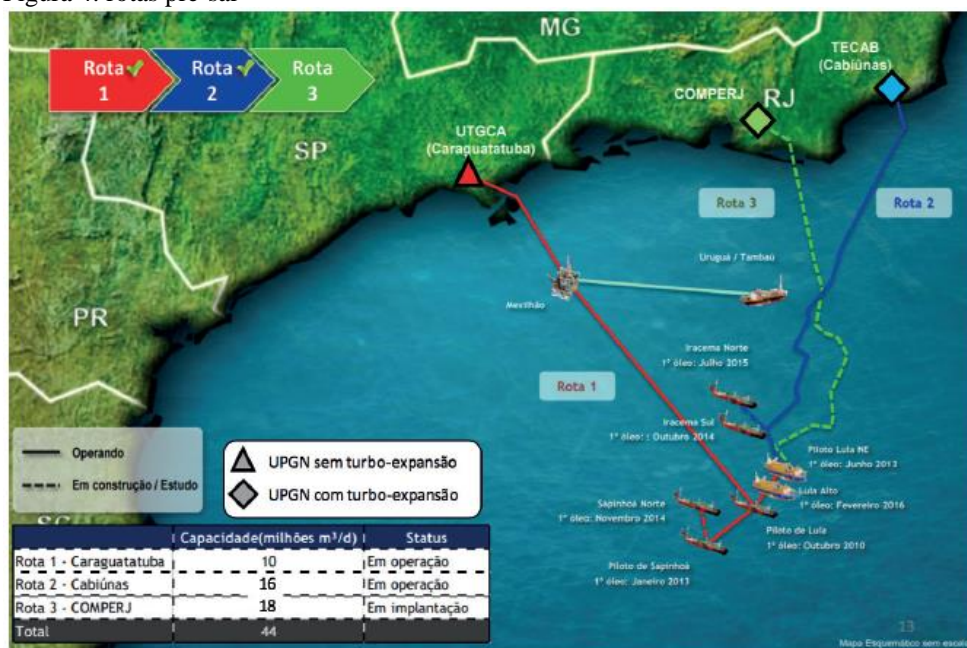 Figura 4. rotas pré-sal
MG
TECAB
(Cabiúnas)
Rota
1
Rota
2
Rota
3
COMPERJ
RJ
UTGCA
(Caraguatatuba)
SP
Rota 3
Rota 2
Uruguá / Tambaú
Mexilhão
PR
Iracema Norte
1º óleo: Julho 2015
Rota 1
Iracema Sul
1º óleo: : Outubro 2014
Operando
Em construção / Estudo
UPGN sem turbo-expansão
UPGN com turbo-expansão
Piloto Lula NE
1º óleo: Junho 2013
Lula Alto
1º óleo: Fevereiro 2016
Sapinhoá Norte
1º óleo: Novembro 2014
Piloto de Lula
1º óleo: Outubro 2010
Piloto de Sapinhoá
1º óleo: Janeiro 2013
SC
Capacidade(milhões m³/d) Status
Rota 1 - Caraguatatuba 10 Em operação
Rota 2 - Cabiúnas 16 Em operação
Rota 3 - COMPERJ 18 Em implantação
Total 44
13
Mapa Esquemático sem escala